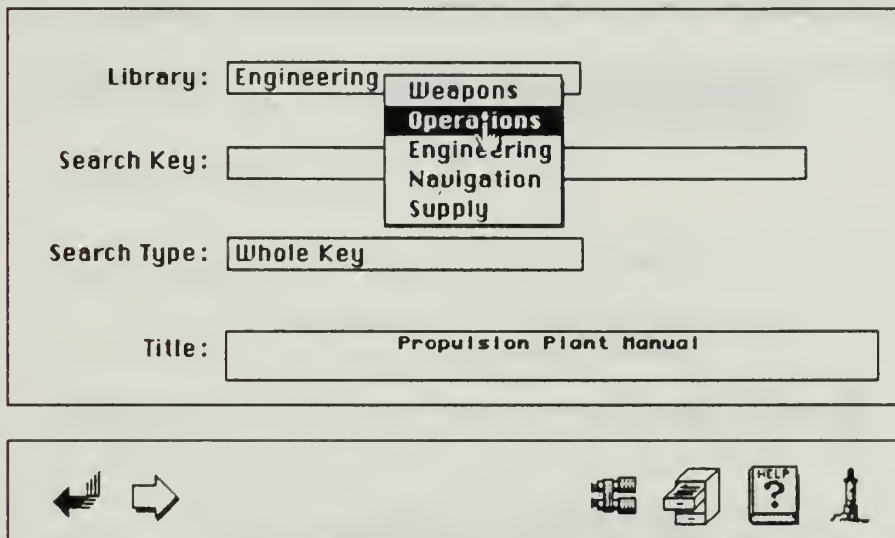 Library: Engineering
Weapons
Operations
Engineering
Navigation
Supply
Search Key:
Search Type: Whole Key
Title: Propulsion Plant Manual
HELP
?